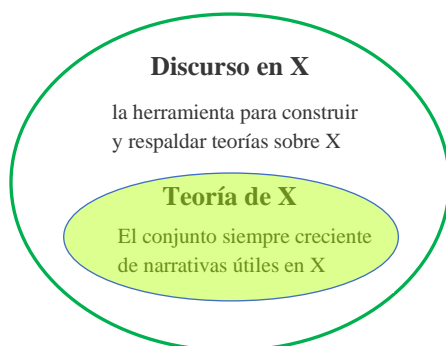 Discurso en X
la herramienta para construir
y respaldar teorías sobre X
Teoría de X
El conjunto siempre creciente
de narrativas útiles en X